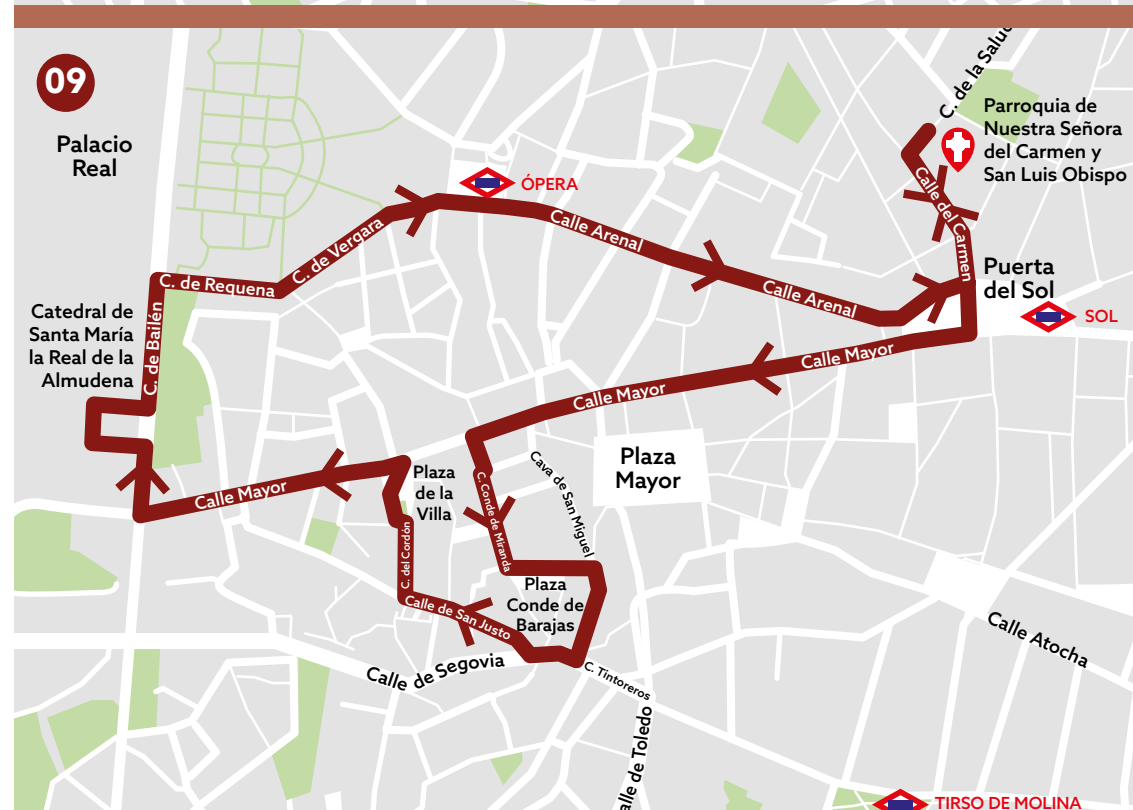 09
Palacio
Real
C. de la Salud
Parroquia de
Nuestra Señora
del Carmen y
San Luis Obispo
ÓPERA
Calle del Carmen
C. de Vergara
Calle Arenal
C. de Requena
Calle Arenal
Puerta
del Sol
SOL
Catedral de
Santa María
la Real de la
Almudena
C. de Bailén
Calle Mayor
Calle Mayor
Plaza
Mayor
Cava de San Miguel
Plaza
de la
Villa
C. Conde de Miranda
Calle Mayor
C. del Cordón
Plaza
Conde de
Barajas
Calle de San Justo
Calle de Segovia
C. Tintoreros
Calle Atocha
alle de Toledo
TIRSO DE MOLINA